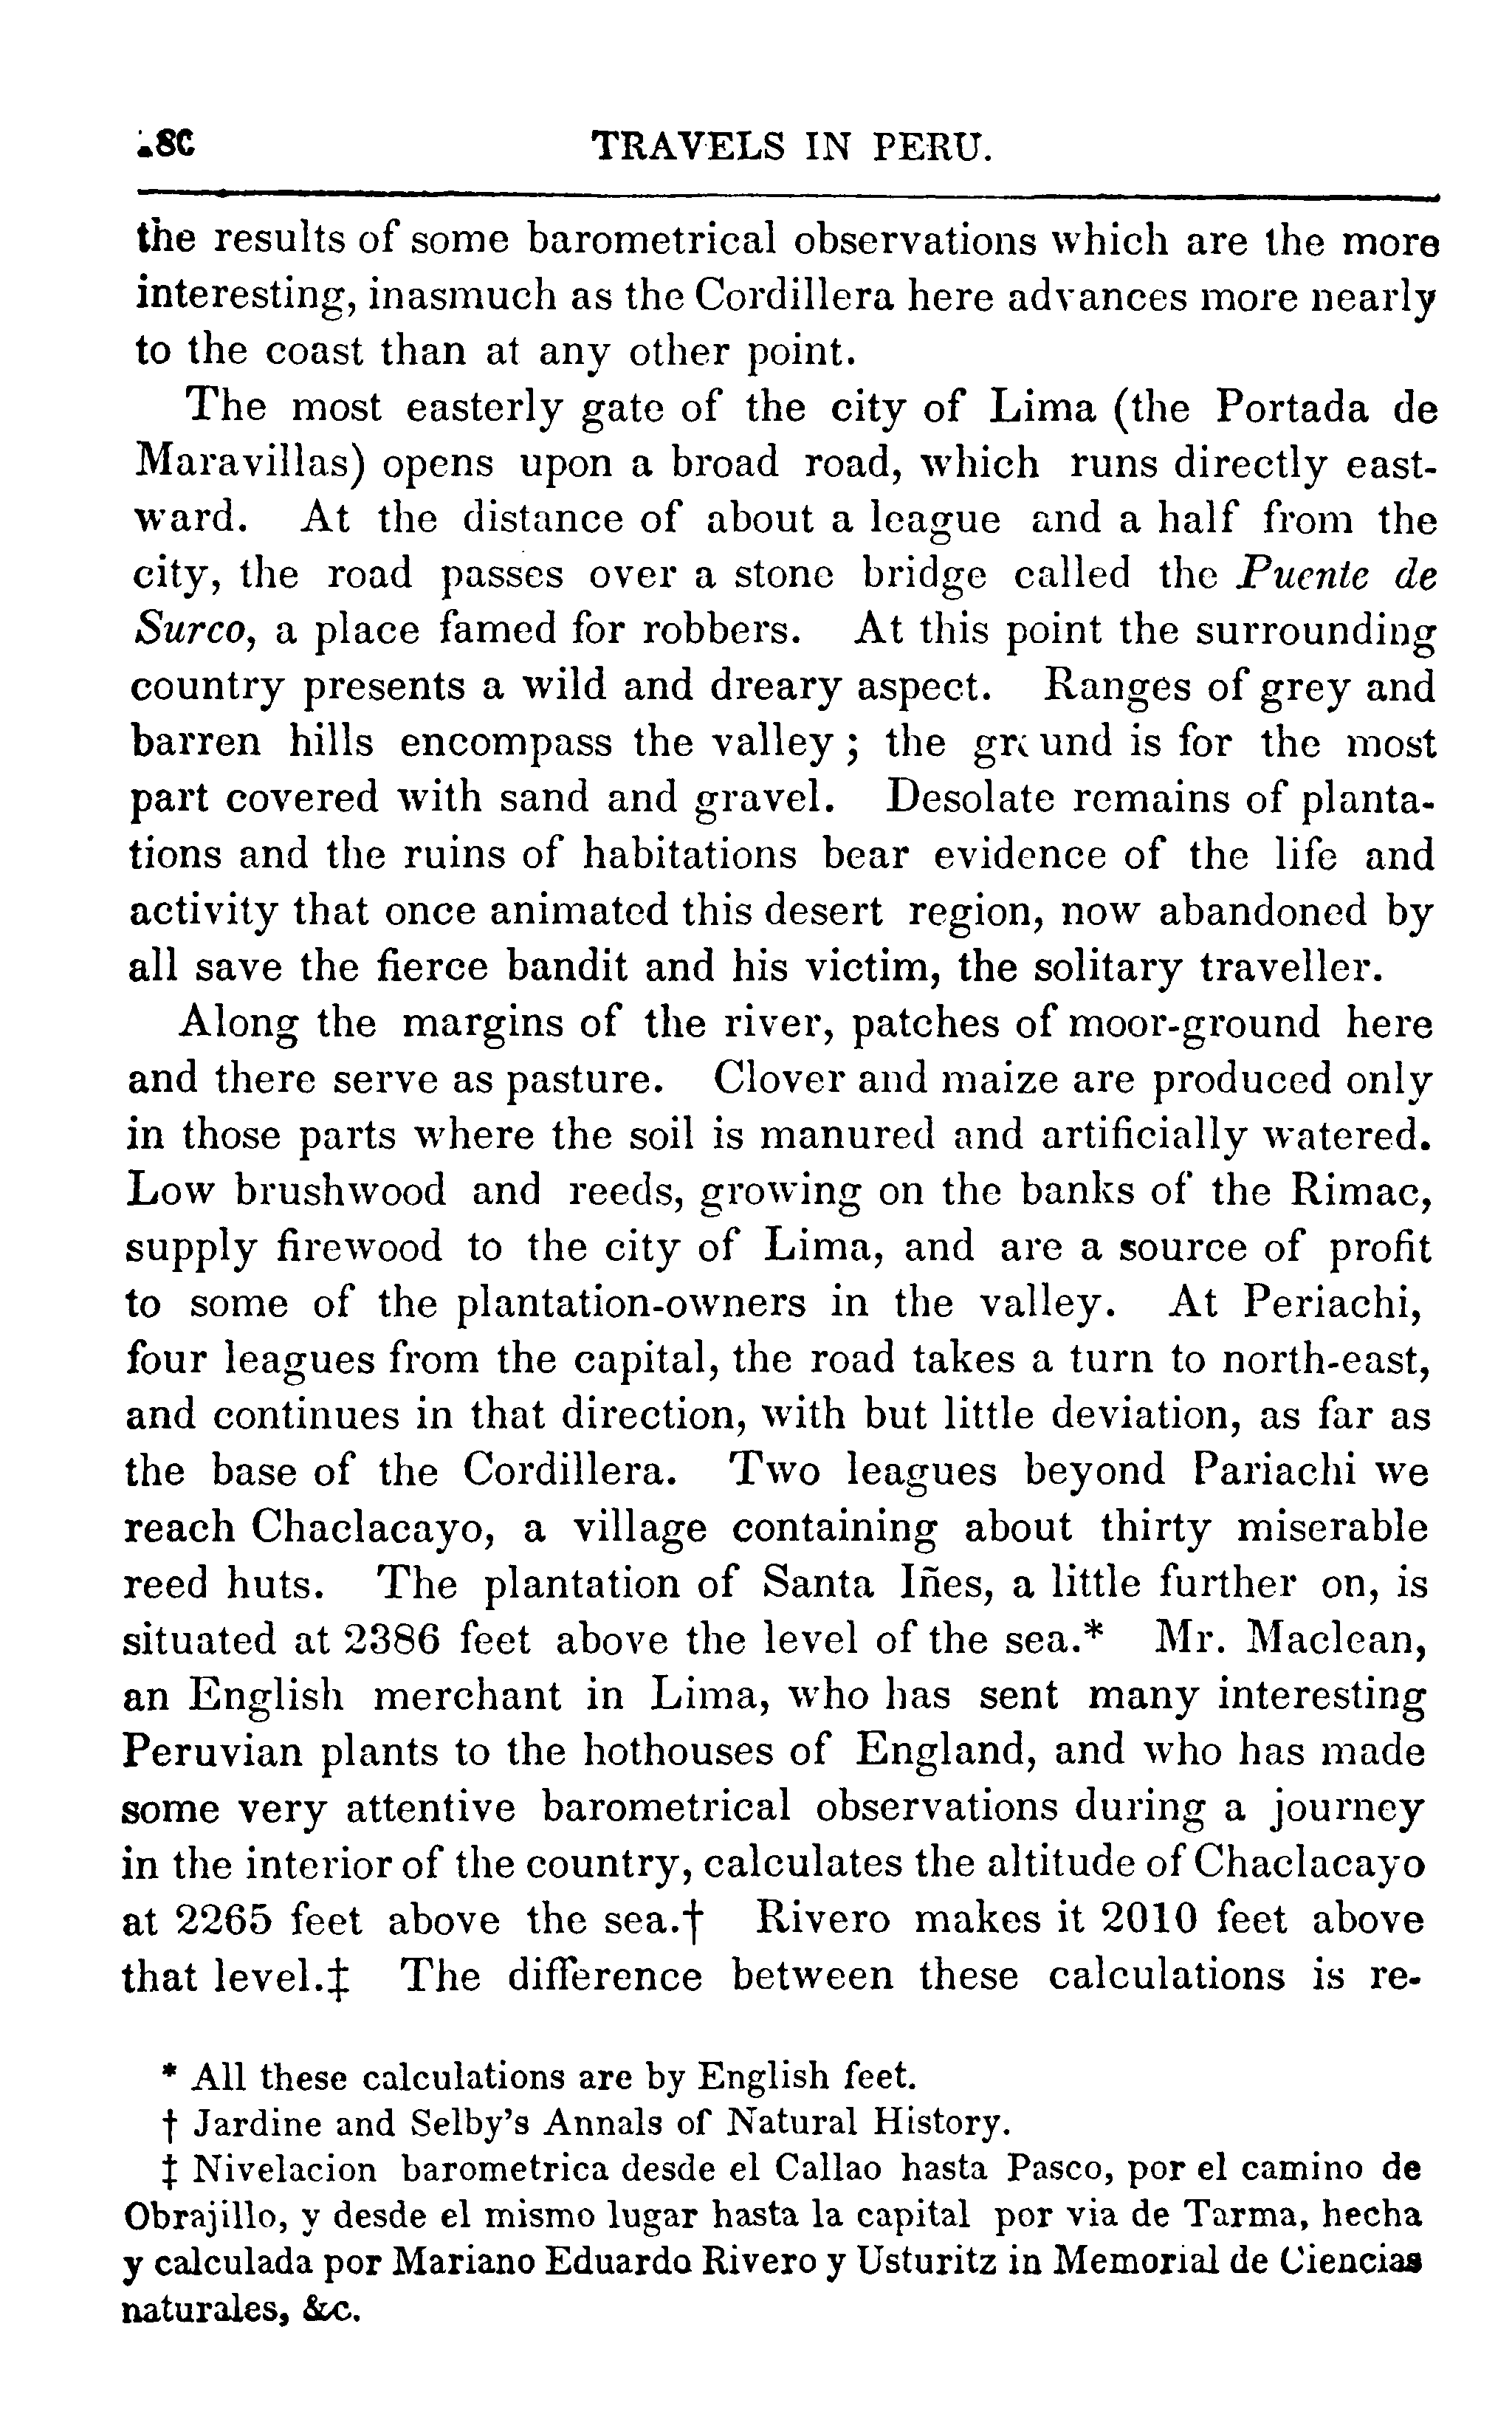 TRAVELS IN PERU.
the results of some barometrical observations which are the more
interesting, inasmuch as the Cordillera here advances more nearly
to the coast than at any other point.
The most easterly gate of the city of Lima (the Portada de
Maravillas) opens upon a broad road, which runs directly east-
ward. At the distance of about a league and a half from the
city, the road passes over a stone bridge called the Puente de
Surco, a place famed for robbers. At this point the surrounding
country presents a wild and dreary aspect. Ranges of grey and
barren hills encompass the valley; the ground is for the most
part covered with sand and gravel. Desolate remains of planta-
tions and the ruins of habitations bear evidence of the life and
activity that once animated this desert region, now abandoned by
all save the fierce bandit and his victim, the solitary traveller.
Along the margins of the river, patches of moor-ground here
and there serve as pasture. Clover and maize are produced only
in those parts where the soil is manured and artificially watered.
Low brushwood and reeds, growing on the banks of the Rimac,
supply firewood to the city of Lima, and are a source of profit
to some of the plantation-owners in the valley. At Periachi,
four leagues from the capital, the road takes a turn to north-east,
and continues in that direction, with but little deviation, as far as
the base of the Cordillera. Two leagues beyond Pariachi we
reach Chaclacayo, a village containing about thirty miserable
reed huts. The plantation of Santa Iñes, a little further on, is
situated at 2386 feet above the level of the sea.* Mr. Maclean,
an English merchant in Lima, who has sent many interesting
Peruvian plants to the hothouses of England, and who has made
some very attentive barometrical observations during a journey
in the interior of the country, calculates the altitude of Chaclacayo
at 2265 feet above the sea.† Rivero makes it 2010 feet above
that level.‡ The difference between these calculations is re-
* All these calculations are by English feet.
† Jardine and Selby's Annals of Natural History.
‡ Nivelacion barometrica desde el Callao hasta Pasco, por el camino de
Obrajillo, y desde el mismo lugar hasta la capital por via de Tarma, hecha
y calculada por Mariano Eduardo Rivero y Usturitz in Memorial de Ciencias
naturales, &c.